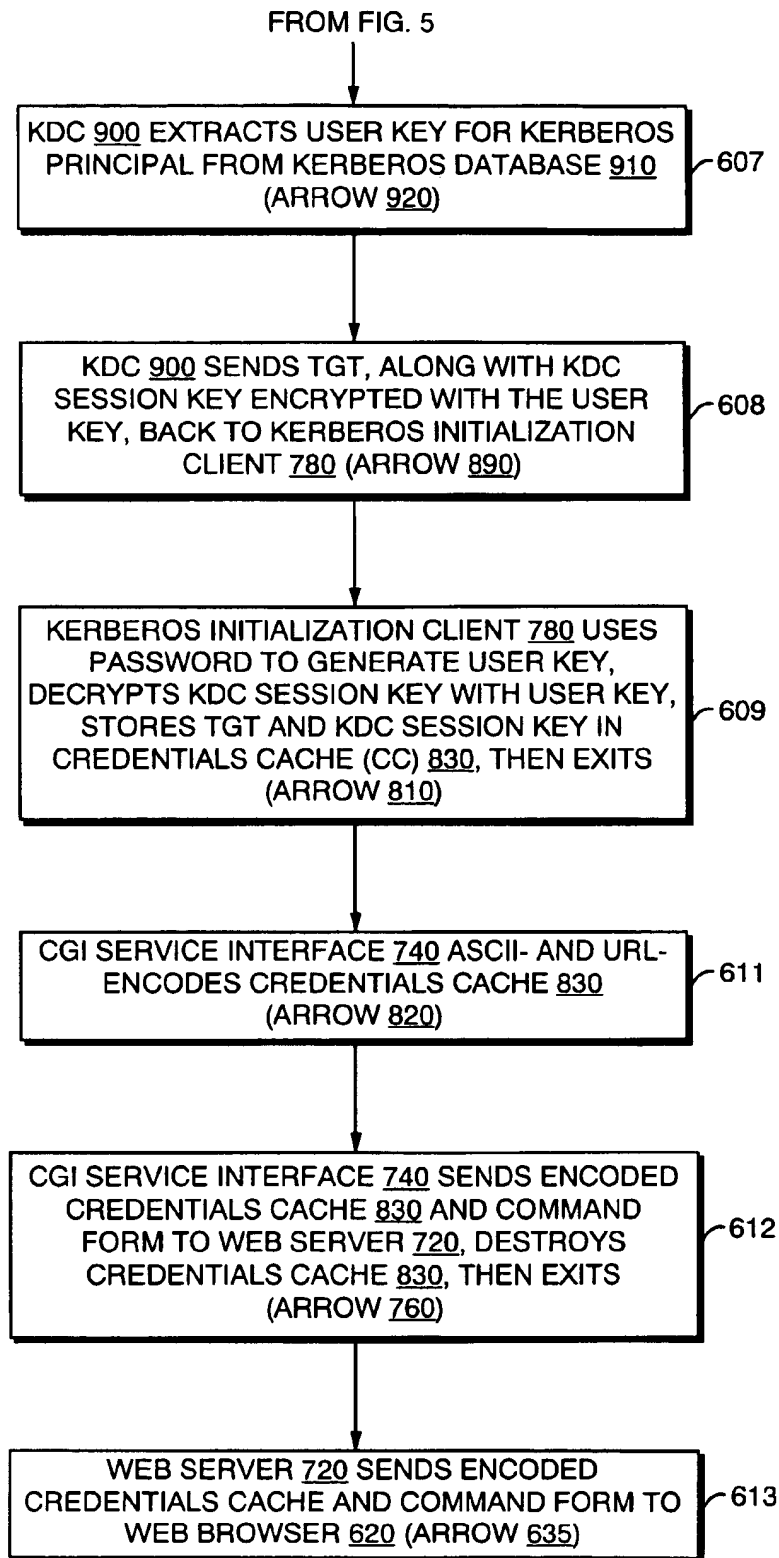 FROM FIG. 5
KDC 900 EXTRACTS USER KEY FOR KERBEROS
PRINCIPAL FROM KERBEROS DATABASE 910
(ARROW 920)
607
KDC 900 SENDS TGT, ALONG WITH KDC
SESSION KEY ENCRYPTED WITH THE USER
KEY, BACK TO KERBEROS INITIALIZATION
CLIENT 780 (ARROW 890)
608
KERBEROS INITIALIZATION CLIENT 780 USES
PASSWORD TO GENERATE USER KEY,
DECRYPTS KDC SESSION KEY WITH USER KEY,
STORES TGT AND KDC SESSION KEY IN
CREDENTIALS CACHE (CC) 830, THEN EXITS
(ARROW 810)
609
CGI SERVICE INTERFACE 740 ASCII- AND URL-
ENCODES CREDENTIALS CACHE 830
(ARROW 820)
611
CGI SERVICE INTERFACE 740 SENDS ENCODED
CREDENTIALS CACHE 830 AND COMMAND
FORM TO WEB SERVER 720, DESTROYS
CREDENTIALS CACHE 830, THEN EXITS
(ARROW 760)
612
WEB SERVER 720 SENDS ENCODED
CREDENTIALS CACHE AND COMMAND FORM TO
WEB BROWSER 620 (ARROW 635)
613